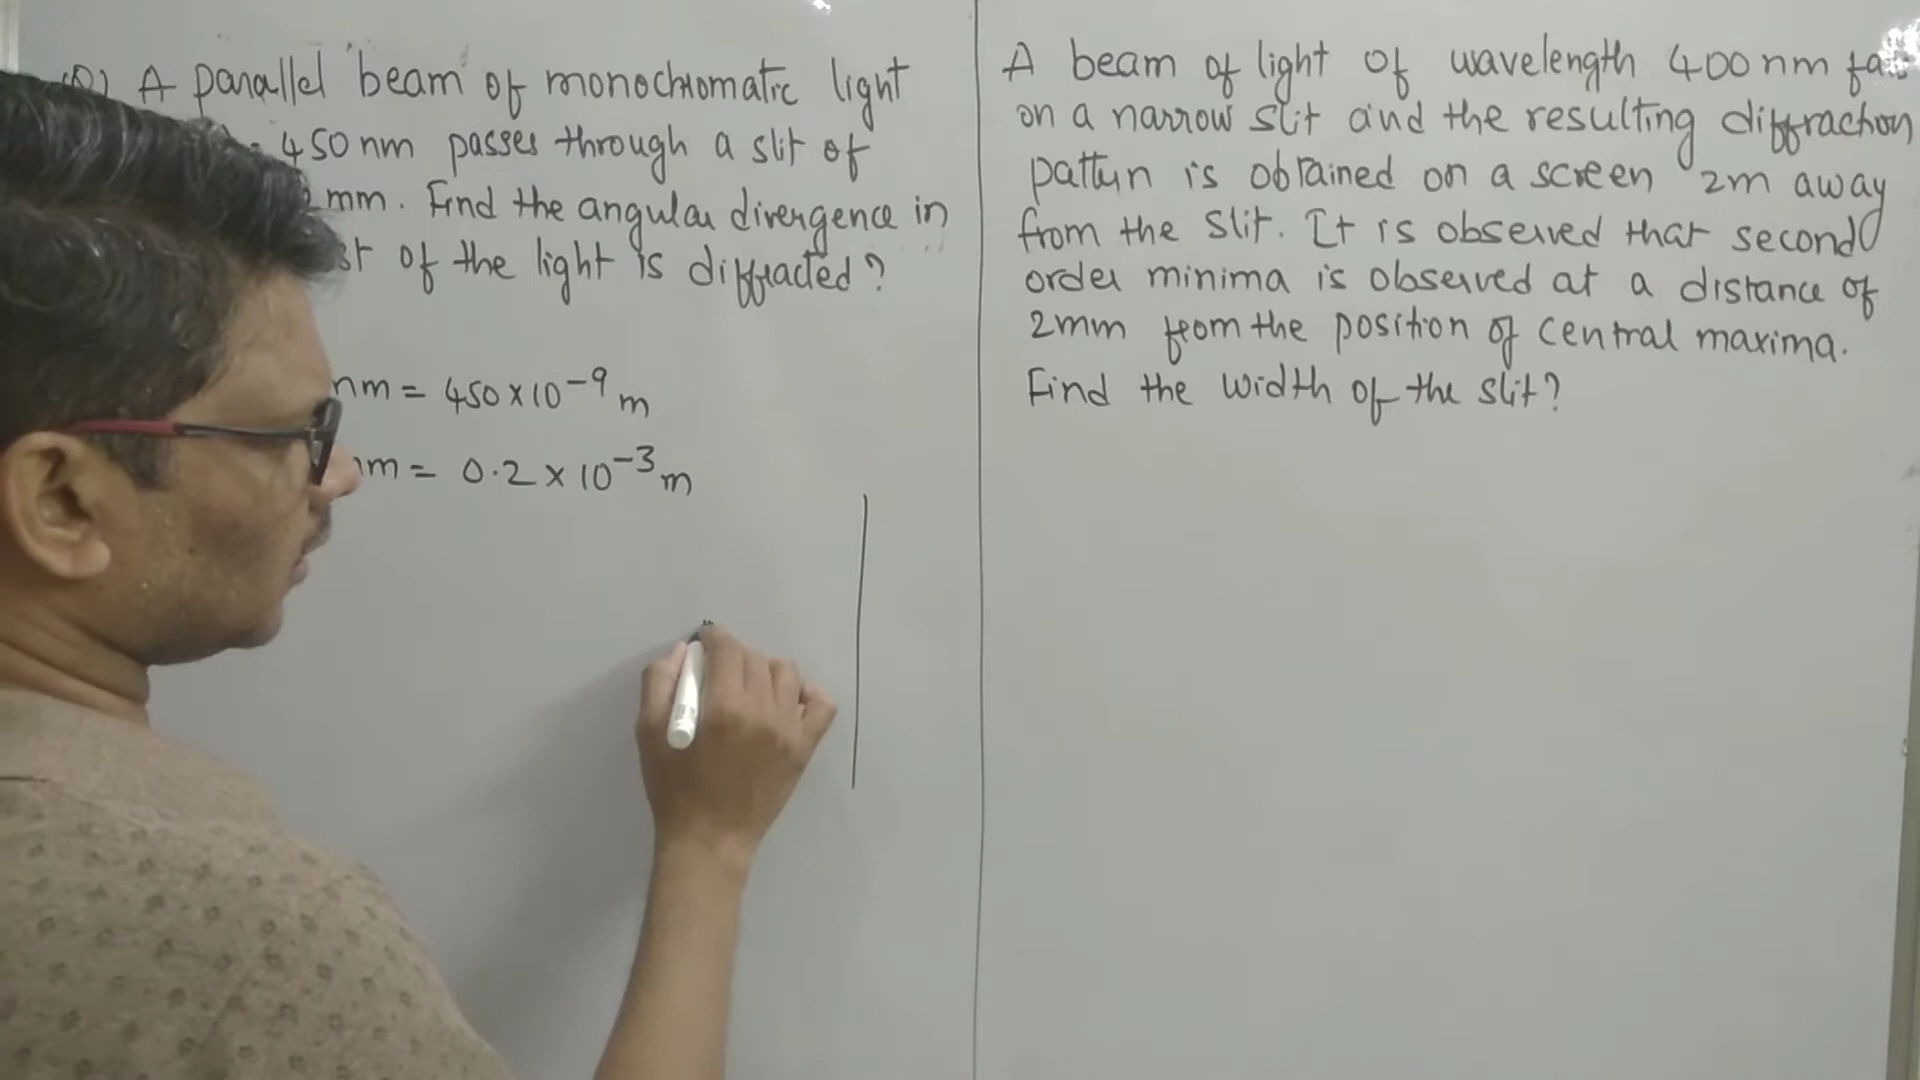 A parallel beam of monochromatic light
450 nm passes through a slit of
mm. Find the angular divergence in
of the light is diffracted?
nm = 450×10⁻⁹ m
m = 0.2 × 10⁻³ m
A beam of light of wavelength 400 nm
on a narrow slit and the resulting diffraction
pattern is obtained on a screen 2m away
from the slit. It is observed that second
order minima is observed at a distance of
2mm from the position of central maxima.
Find the width of the slit?